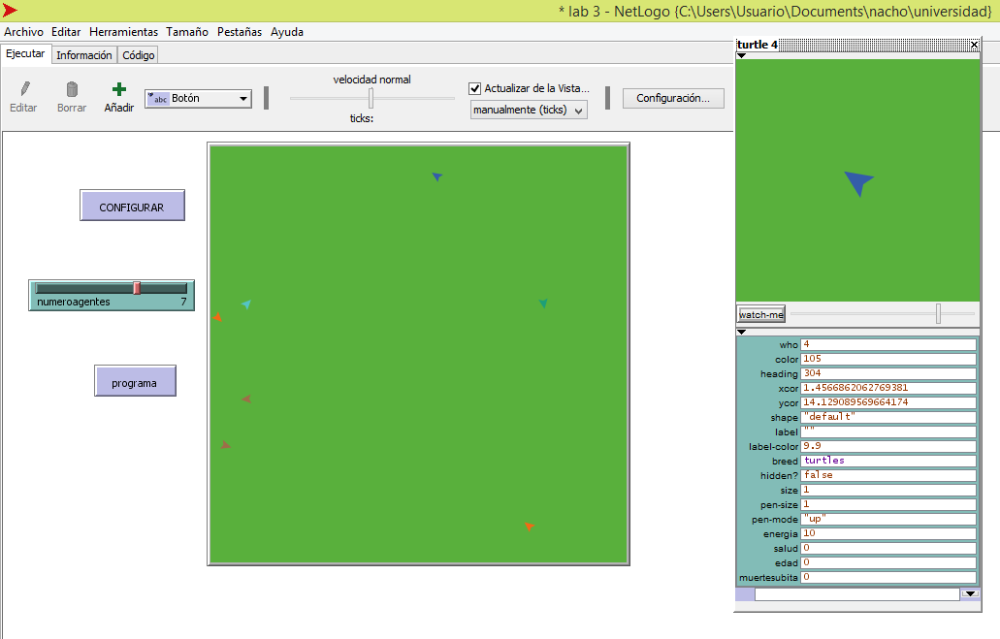 * lab 3 - NetLogo {C:\Users\Usuario\Documents\nacho\universidad}
Archivo Editar Herramientas Tamaño Pestañas Ayuda
Ejecutar Información Código
Editar Borrar Añadir
abc Botón
velocidad normal
ticks:
Actualizar de la Vista...
manualmente (ticks)
Configuración...
CONFIGURAR
numeroagentes 7
programa
turtle 4
watch-me
who 4
color 105
heading 304
xcor 1.4566862062769381
ycor 14.129089569664174
shape "default"
label ""
label-color 9.9
breed turtles
hidden? false
size 1
pen-size 1
pen-mode "up"
energia 10
salud 0
edad 0
muertesubita 0